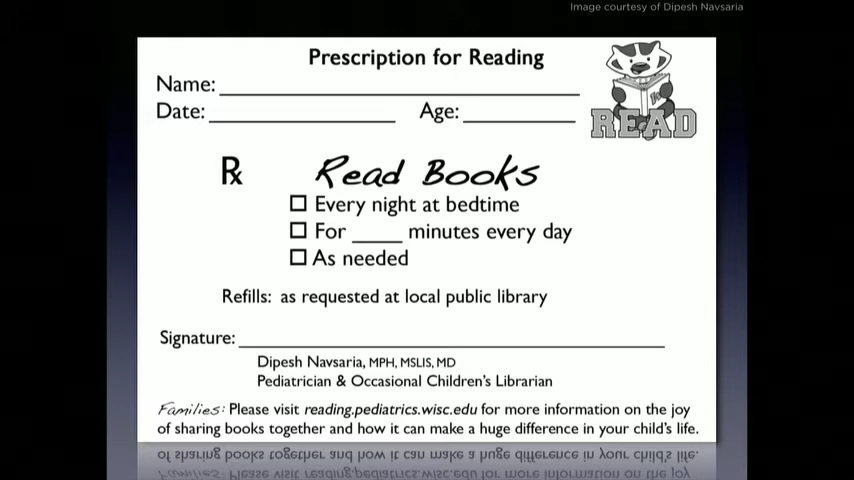 Image courtesy of Dipesh Navsaria
Prescription for Reading
Name:
Date: Age:
READ
℞ Read Books
☐ Every night at bedtime
☐ For ____ minutes every day
☐ As needed
Refills: as requested at local public library
Signature:
Dipesh Navsaria, MPH, MSLIS, MD
Pediatrician & Occasional Children's Librarian
Families: Please visit reading.pediatrics.wisc.edu for more information on the joy
of sharing books together and how it can make a huge difference in your child's life.